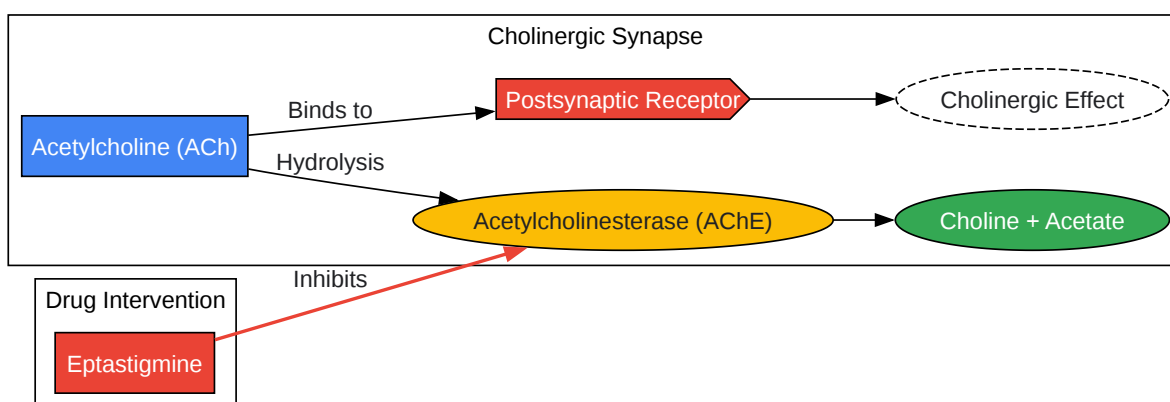 Cholinergic Synapse
Binds to
Postsynaptic Receptor
Cholinergic Effect
Acetylcholine (ACh)
Hydrolysis
Acetylcholinesterase (AChE)
Choline + Acetate
Inhibits
Drug Intervention
Eptastigmine